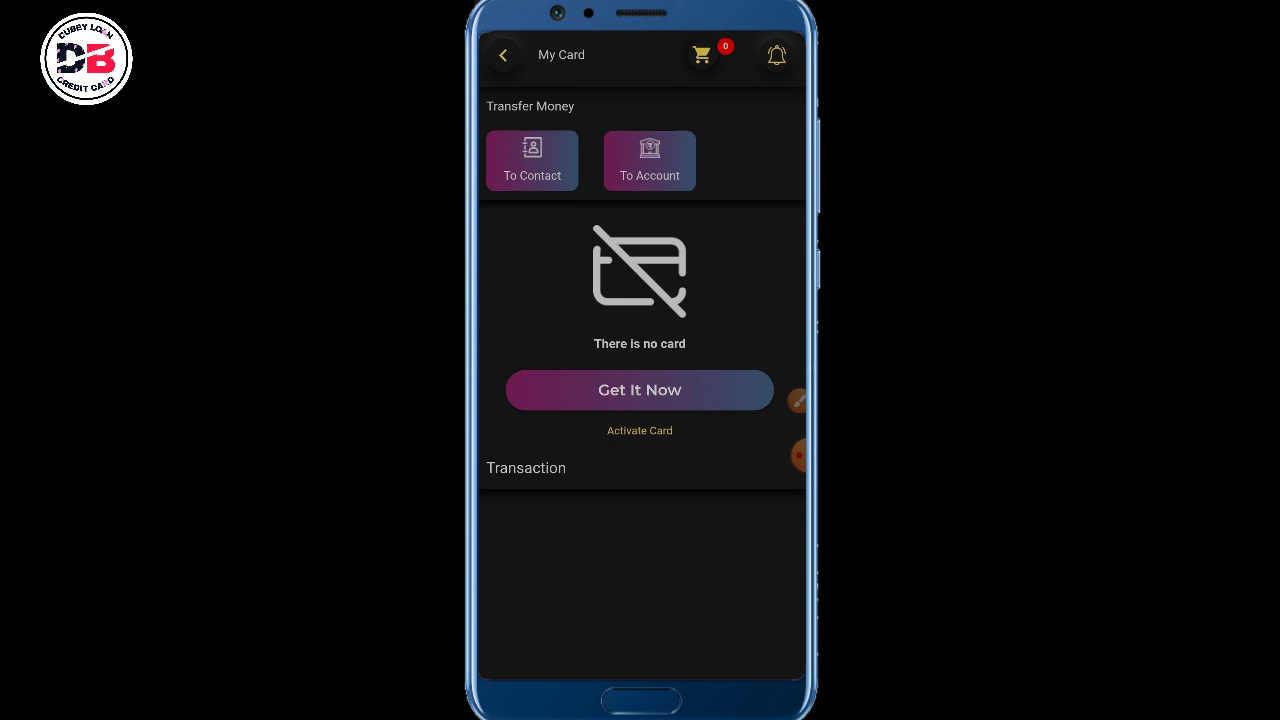 DUBEY LOAN
DB
CREDIT CARD
My Card
0
Transfer Money
To Contact
To Account
There is no card
Get It Now
Activate Card
Transaction